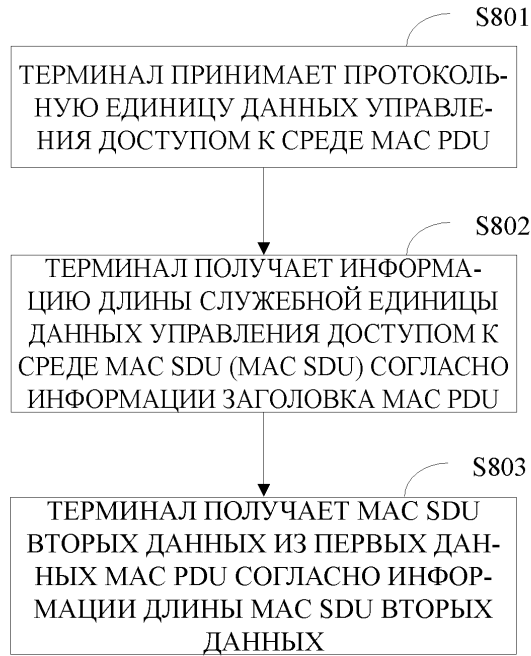 S801
ТЕРМИНАЛ ПРИНИМАЕТ ПРОТОКОЛЬ-
НУЮ ЕДИНИЦУ ДАННЫХ УПРАВЛЕ-
НИЯ ДОСТУПОМ К СРЕДЕ MAC PDU
S802
ТЕРМИНАЛ ПОЛУЧАЕТ ИНФОРМА-
ЦИЮ ДЛИНЫ СЛУЖЕБНОЙ ЕДИНИЦЫ
ДАННЫХ УПРАВЛЕНИЯ ДОСТУПОМ К
СРЕДЕ MAC SDU (MAC SDU) СОГЛАСНО
ИНФОРМАЦИИ ЗАГОЛОВКА MAC PDU
S803
ТЕРМИНАЛ ПОЛУЧАЕТ MAC SDU
ВТОРЫХ ДАННЫХ ИЗ ПЕРВЫХ ДАН-
НЫХ MAC PDU СОГЛАСНО ИНФОР-
МАЦИИ ДЛИНЫ MAC SDU ВТОРЫХ
ДАННЫХ